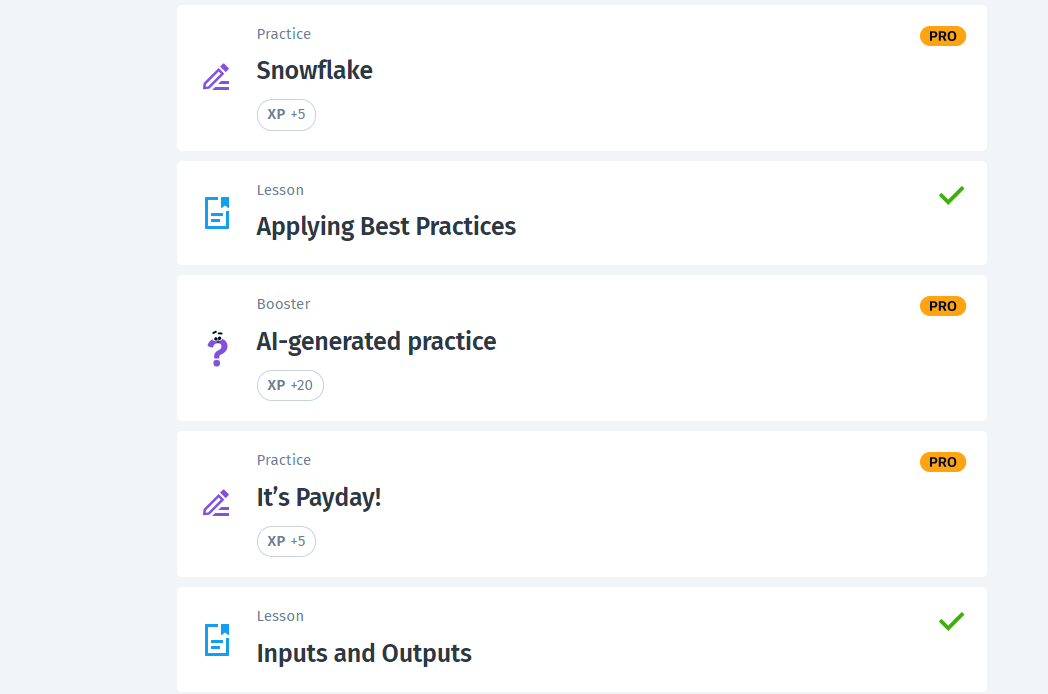 Practice
PRO
Snowflake
XP +5
Lesson
Applying Best Practices
Booster
PRO
AI-generated practice
XP +20
Practice
PRO
It’s Payday!
XP +5
Lesson
Inputs and Outputs